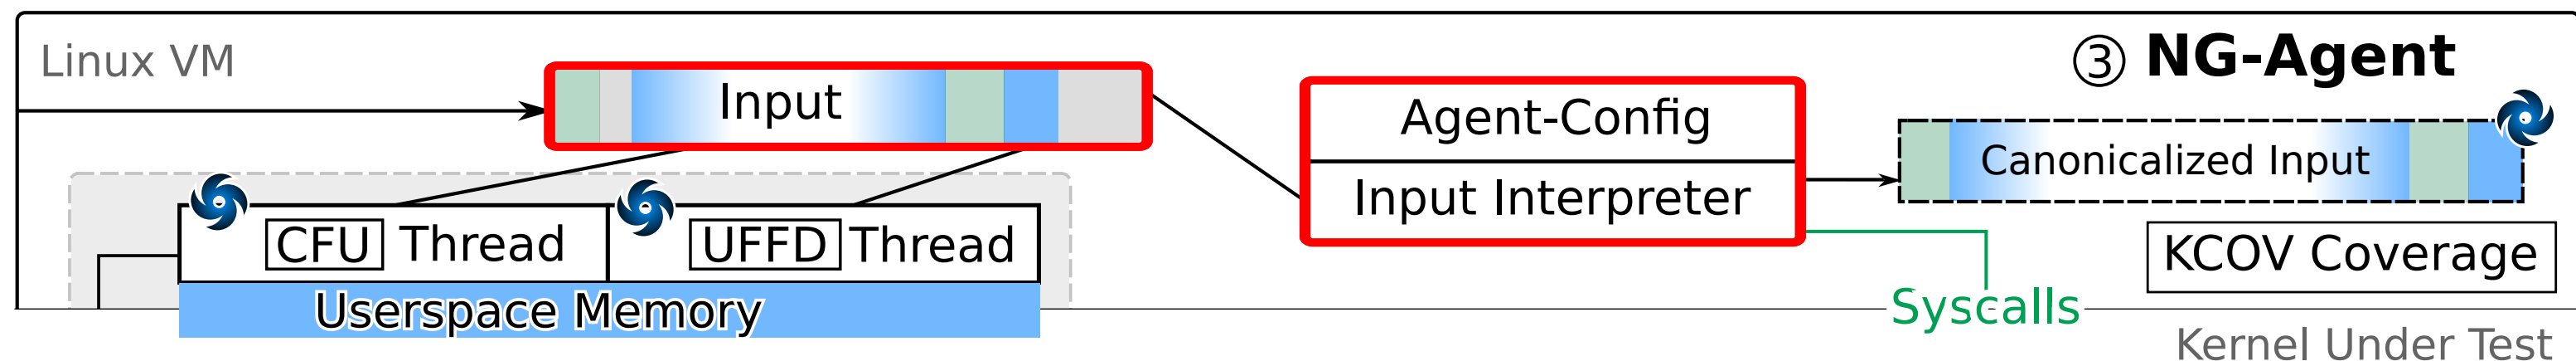 Linux VM
Input
③ NG-Agent
Agent-Config
Input Interpreter
Canonicalized Input
CFU Thread
UFFD Thread
KCOV Coverage
Userspace Memory
Syscalls
Kernel Under Test